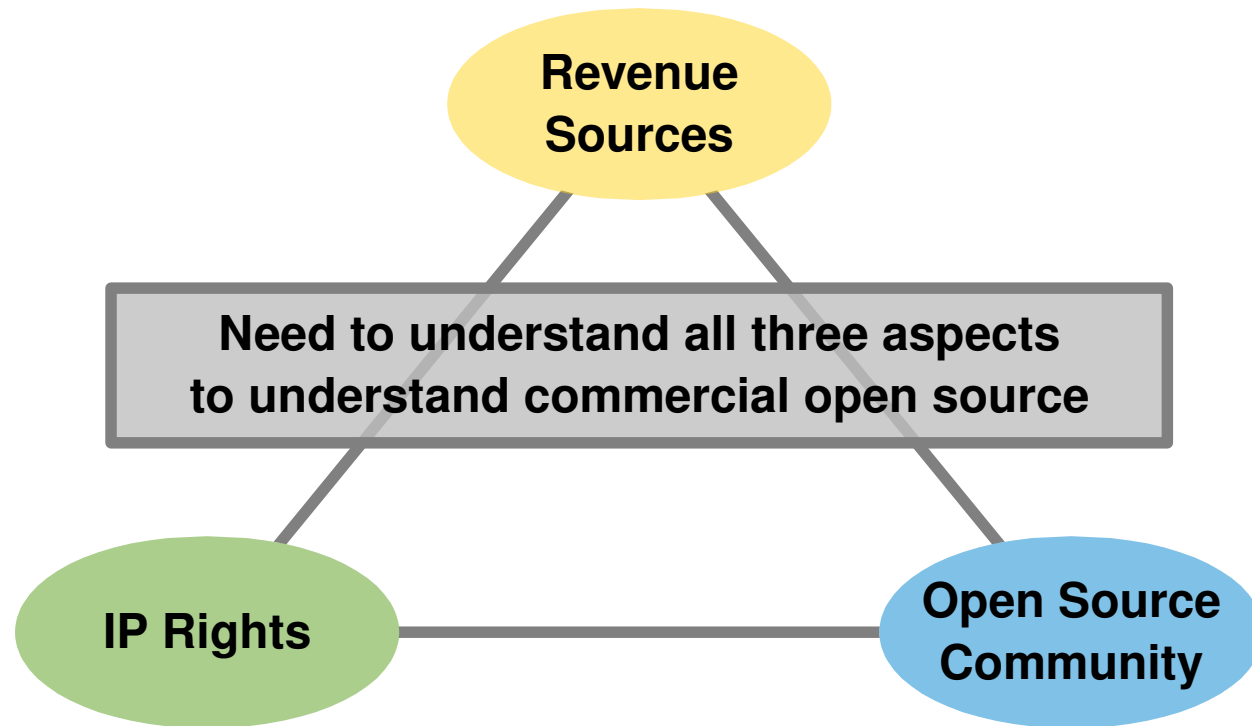 Revenue
Sources
Need to understand all three aspects
to understand commercial open source
IP Rights
Open Source
Community